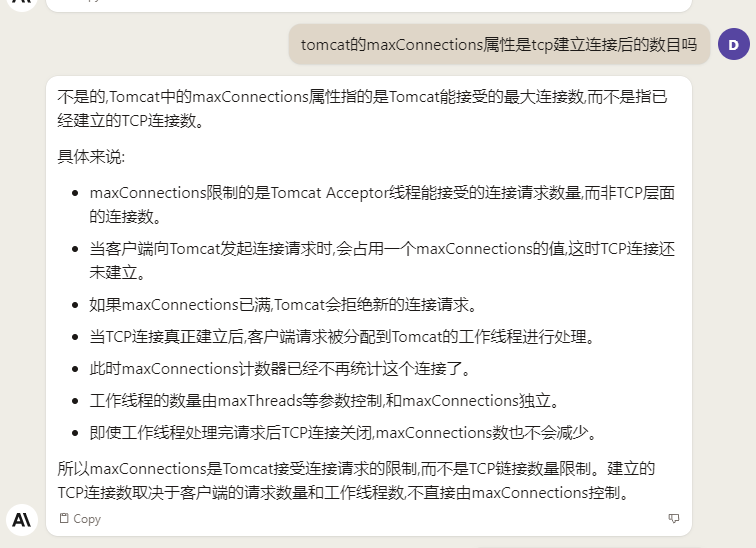 tomcat的maxConnections属性是tcp建立连接后的数目吗
D
不是的,Tomcat中的maxConnections属性指的是Tomcat能接受的最大连接数,而不是指已
经建立的TCP连接数。
具体来说:
maxConnections限制的是Tomcat Acceptor线程能接受的连接请求数量,而非TCP层面
的连接数。
当客户端向Tomcat发起连接请求时,会占用一个maxConnections的值,这时TCP连接还
未建立。
如果maxConnections已满,Tomcat会拒绝新的连接请求。
当TCP连接真正建立后,客户端请求被分配到Tomcat的工作线程进行处理。
此时maxConnections计数器已经不再统计这个连接了。
工作线程的数量由maxThreads等参数控制,和maxConnections独立。
即使工作线程处理完请求后TCP连接关闭,maxConnections数也不会减少。
所以maxConnections是Tomcat接受连接请求的限制,而不是TCP链接数量限制。建立的
TCP连接数取决于客户端的请求数量和工作线程数,不直接由maxConnections控制。
A\
Copy